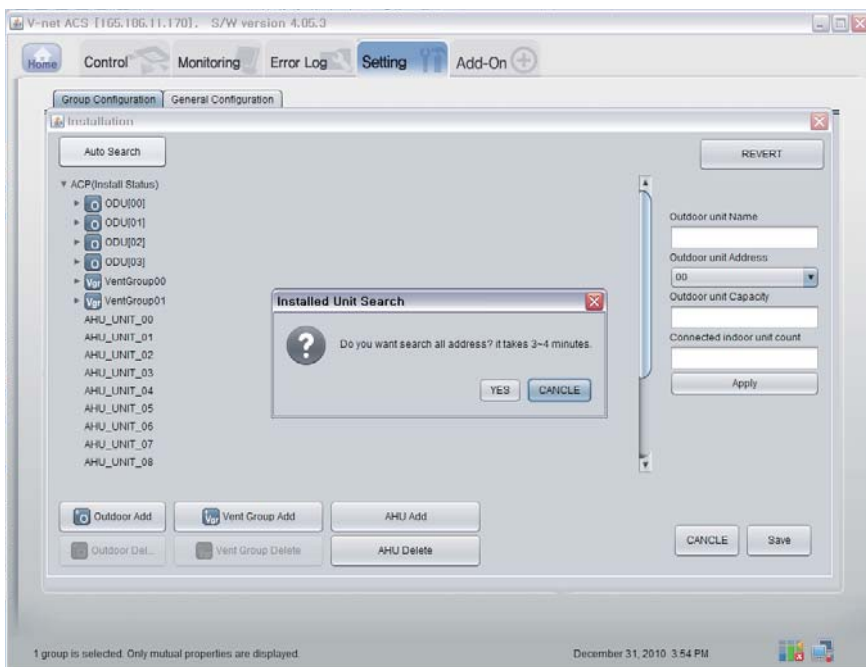 V-net ACS [165.186.11.170]. S/W version 4.05.3
Home
Control
Monitoring
Error Log
Setting
Add-On
Group Configuration
General Configuration
Installation
Auto Search
REVERT
ACP(Install Status)
ODU[00]
ODU[01]
ODU[02]
ODU[03]
VentGroup00
VentGroup01
AHU_UNIT_00
AHU_UNIT_01
AHU_UNIT_02
AHU_UNIT_03
AHU_UNIT_04
AHU_UNIT_05
AHU_UNIT_06
AHU_UNIT_07
AHU_UNIT_08
Installed Unit Search
Do you want search all address? it takes 3~4 minutes.
YES
CANCLE
Outdoor unit Name
Outdoor unit Address
00
Outdoor unit Capacity
Connected indoor unit count
Apply
Outdoor Add
Vent Group Add
AHU Add
Outdoor Del...
Vent Group Delete
AHU Delete
CANCLE
Save
1 group is selected. Only mutual properties are displayed.
December 31, 2010 3:54 PM